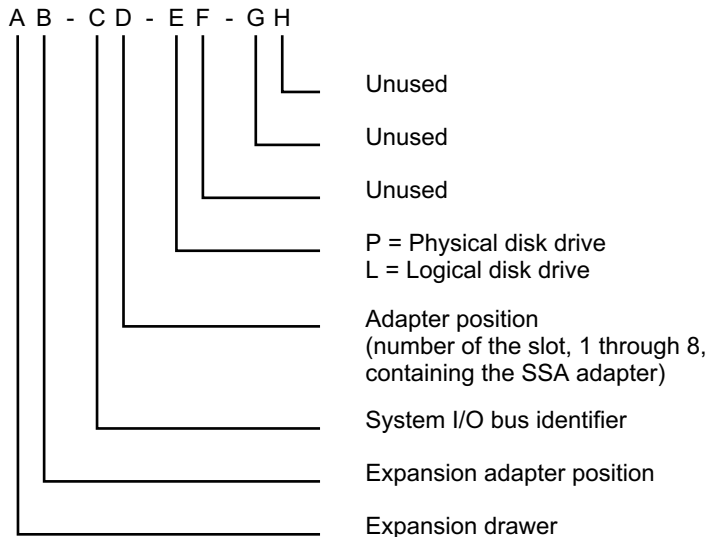 A B - C D - E F - G H
Unused
Unused
Unused
P = Physical disk drive
L = Logical disk drive
Adapter position
(number of the slot, 1 through 8,
containing the SSA adapter)
System I/O bus identifier
Expansion adapter position
Expansion drawer